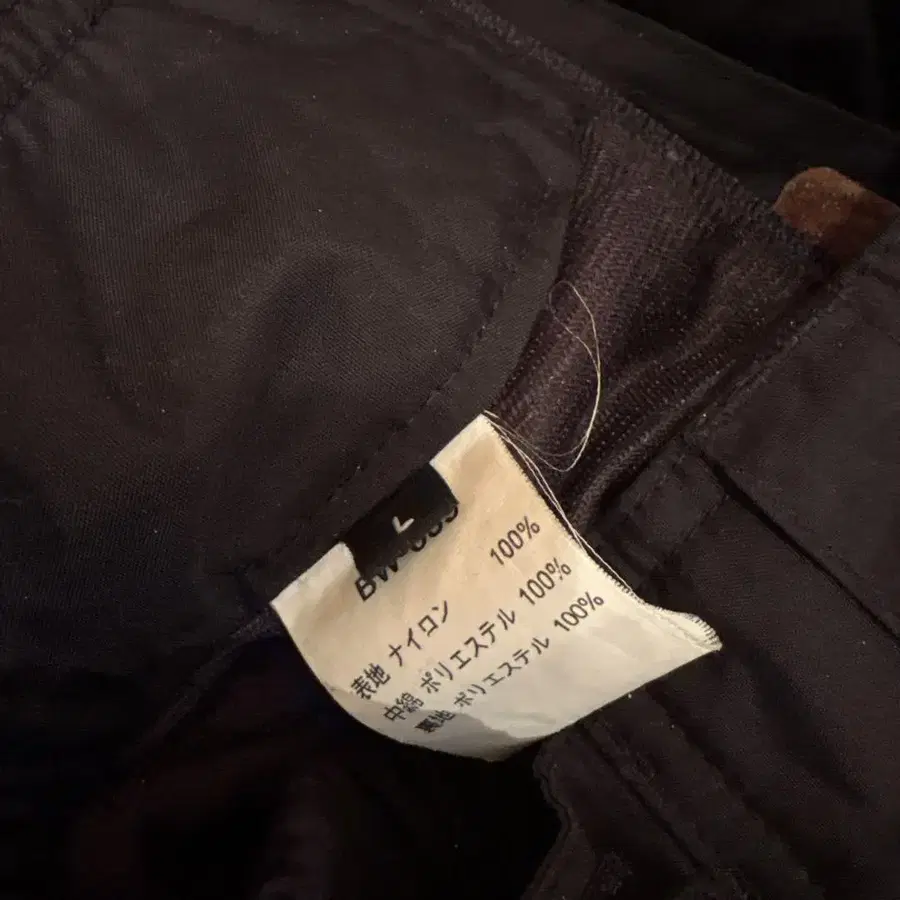 L
表地 ナイロン 100%
中綿 ポリエステル 100%
裏地 ポリエステル 100%